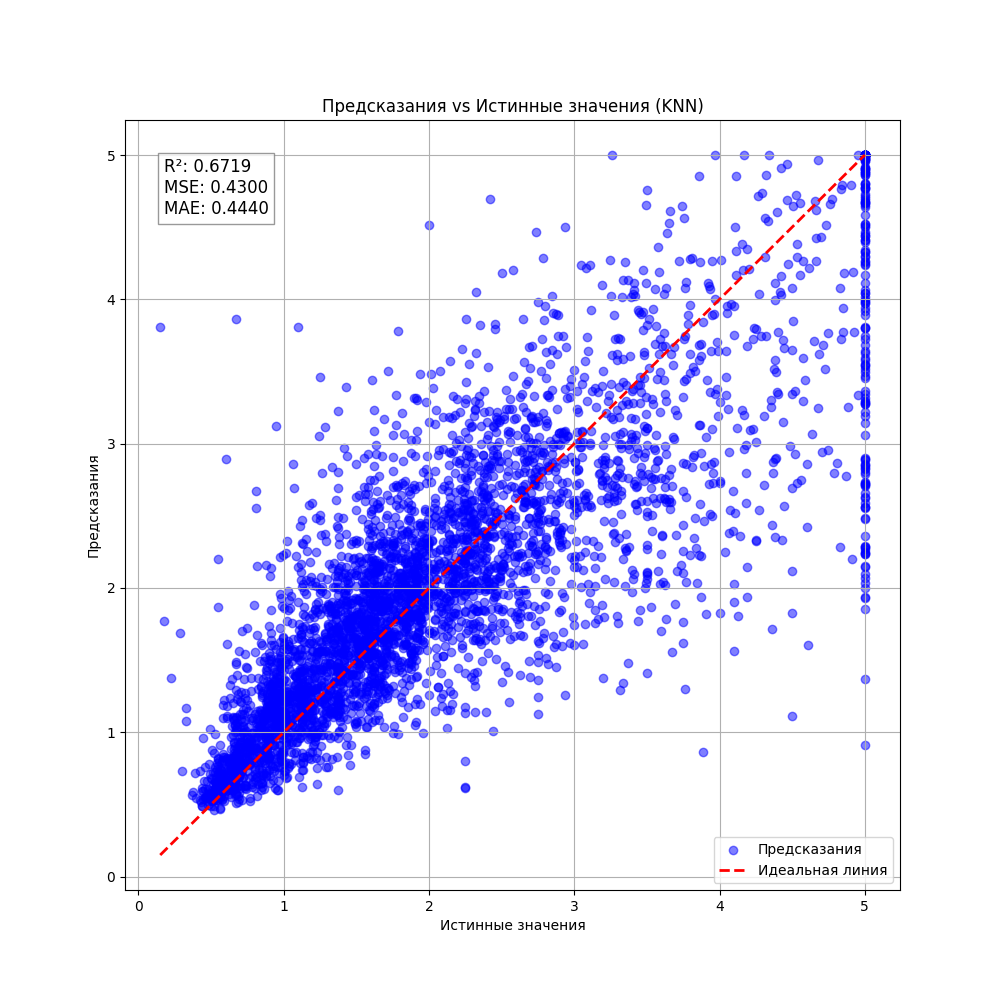 Предсказания vs Истинные значения (KNN)
R²: 0.6719
MSE: 0.4300
MAE: 0.4440
5
4
3
2
1
0
Предсказания
Предсказания
Идеальная линия
0 1 2 3 4 5
Истинные значения